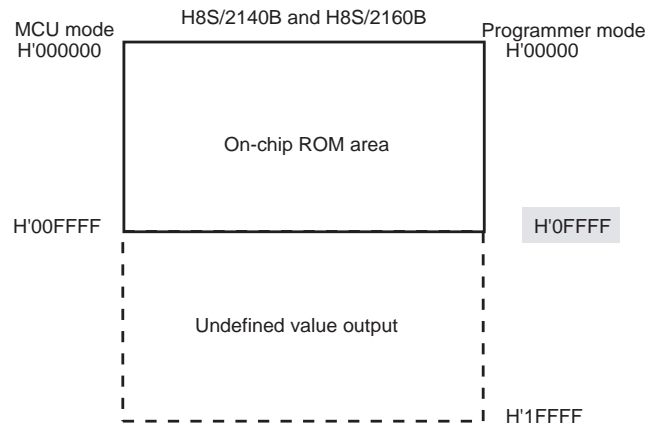 H8S/2140B and H8S/2160B
MCU mode
Programmer mode
H'000000
H'00000
On-chip ROM area
H'00FFFF
H'0FFFF
Undefined value output
H'1FFFF